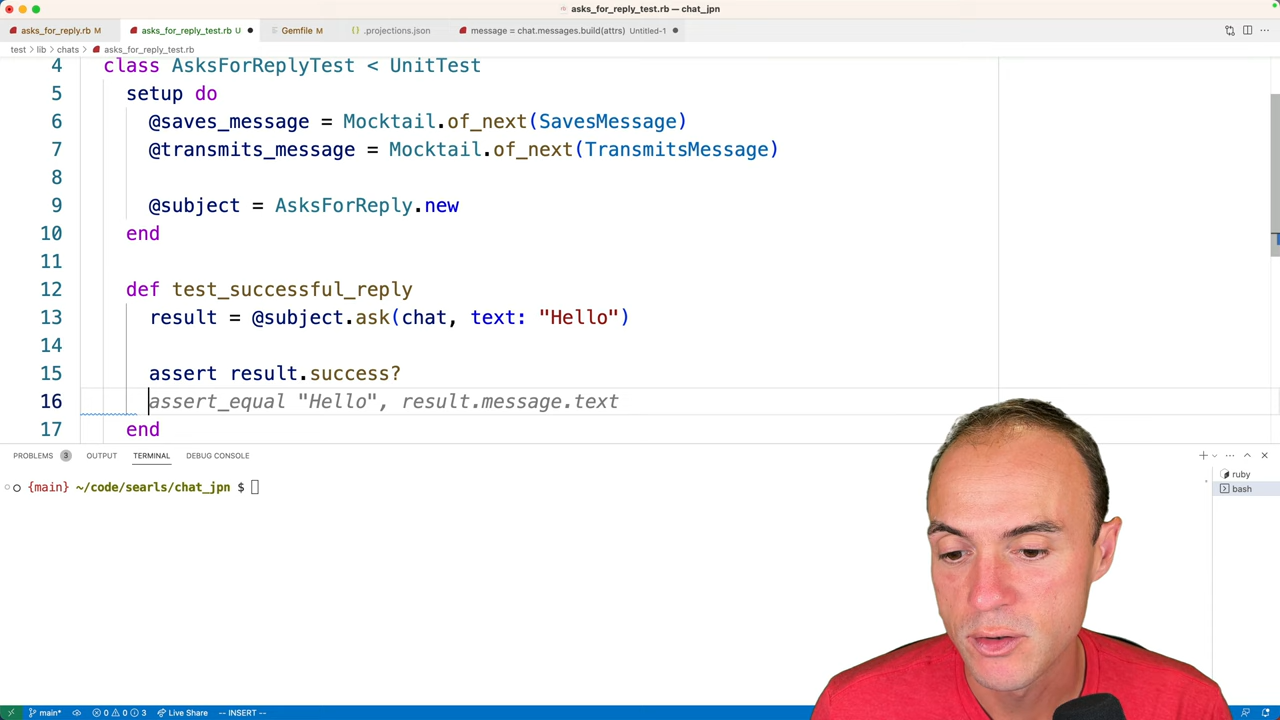 asks_for_reply_test.rb — chat_jpn
asks_for_reply.rb M
asks_for_reply_test.rb U
Gemfile M
.projections.json
message = chat.messages.build(attrs) Untitled-1
test > lib > chats > asks_for_reply_test.rb
4 class AsksForReplyTest < UnitTest
5 setup do
6 @saves_message = Mocktail.of_next(SavesMessage)
7 @transmits_message = Mocktail.of_next(TransmitsMessage)
8
9 @subject = AsksForReply.new
10 end
11
12 def test_successful_reply
13 result = @subject.ask(chat, text: "Hello")
14
15 assert result.success?
16 assert_equal "Hello", result.message.text
17 end
PROBLEMS 3 OUTPUT TERMINAL DEBUG CONSOLE
{main} ~/code/searls/chat_jpn $
ruby
bash
main* 0 0 3 Live Share -- INSERT --